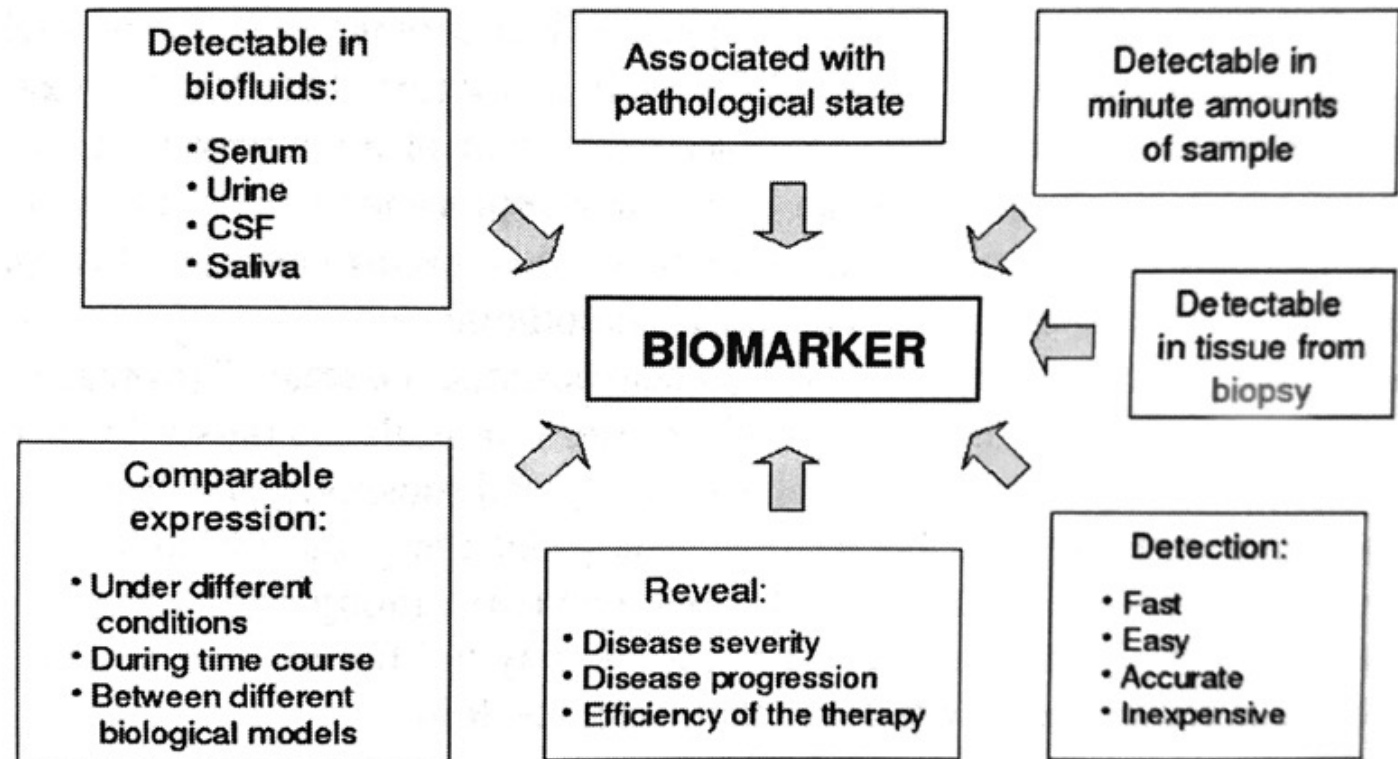 Detectable in
biofluids:
• Serum
• Urine
• CSF
• Saliva
Associated with
pathological state
Detectable in
minute amounts
of sample
BIOMARKER
Detectable
in tissue from
biopsy
Comparable
expression:
• Under different
conditions
• During time course
• Between different
biological models
Reveal:
• Disease severity
• Disease progression
• Efficiency of the therapy
Detection:
• Fast
• Easy
• Accurate
• Inexpensive